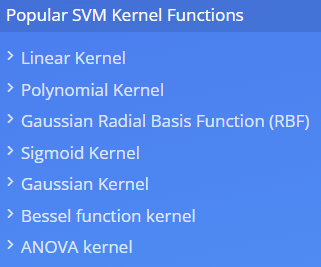 Popular SVM Kernel Functions
Linear Kernel
Polynomial Kernel
Gaussian Radial Basis Function (RBF)
Sigmoid Kernel
Gaussian Kernel
Bessel function kernel
ANOVA kernel